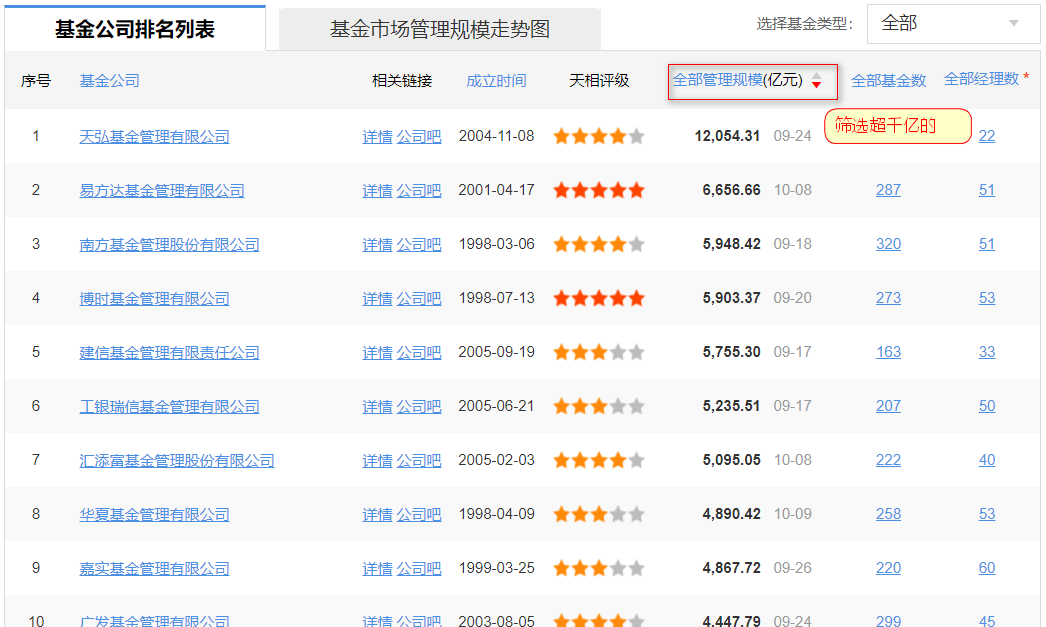 基金公司排名列表 基金市场管理规模走势图 选择基金类型: 全部
序号 基金公司 相关链接 成立时间 天相评级 全部管理规模(亿元) 全部基金数 全部经理数 *
筛选超千亿的
1 天弘基金管理有限公司 详情 公司吧 2004-11-08 ★★★★★ 12,054.31 09-24 22
2 易方达基金管理有限公司 详情 公司吧 2001-04-17 ★★★★★ 6,656.66 10-08 287 51
3 南方基金管理股份有限公司 详情 公司吧 1998-03-06 ★★★★★ 5,948.42 09-18 320 51
4 博时基金管理有限公司 详情 公司吧 1998-07-13 ★★★★★ 5,903.37 09-20 273 53
5 建信基金管理有限责任公司 详情 公司吧 2005-09-19 ★★★★★ 5,755.30 09-17 163 33
6 工银瑞信基金管理有限公司 详情 公司吧 2005-06-21 ★★★★★ 5,235.51 09-17 207 50
7 汇添富基金管理股份有限公司 详情 公司吧 2005-02-03 ★★★★★ 5,095.05 10-08 222 40
8 华夏基金管理有限公司 详情 公司吧 1998-04-09 ★★★★★ 4,890.42 10-09 258 53
9 嘉实基金管理有限公司 详情 公司吧 1999-03-25 ★★★★★ 4,867.72 09-26 220 60
10 广发基金管理有限公司 详情 公司吧 2003-08-05 ★★★★★ 4,447.79 09-24 299 45